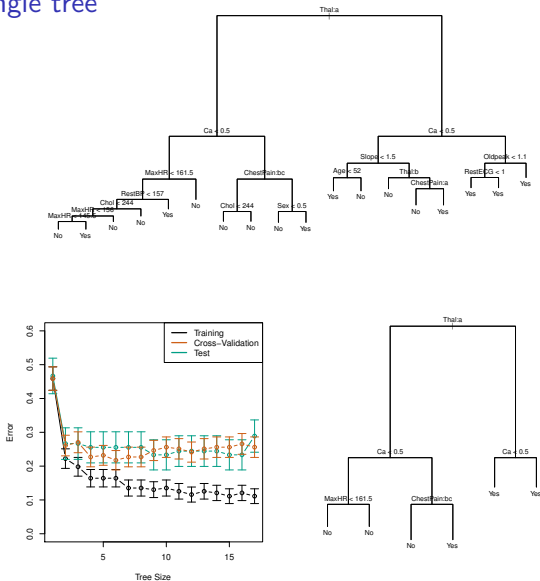 ngle tree
Thal:a
Ca < 0.5
Ca < 0.5
MaxHR < 161.5
ChestPain:bc
Slope < 1.5
Oldpeak < 1.1
RestBP < 157
Age < 52
Thal:b
RestECG < 1
Yes
ChestPain:a
Chol < 244
MaxHR < 156
MaxHR < 145.5
Chol < 244
Sex < 0.5
Yes
No
No
Yes
Yes
No
Yes
No
No
Yes
No
No
No
Yes
No
Yes
No
No
Yes
Training
Cross−Validation
Test
0.6
0.5
0.4
0.3
0.2
0.1
0.0
Error
5
10
15
Tree Size
Thal:a
Ca < 0.5
Ca < 0.5
MaxHR < 161.5
ChestPain:bc
Yes
Yes
No
No
No
Yes